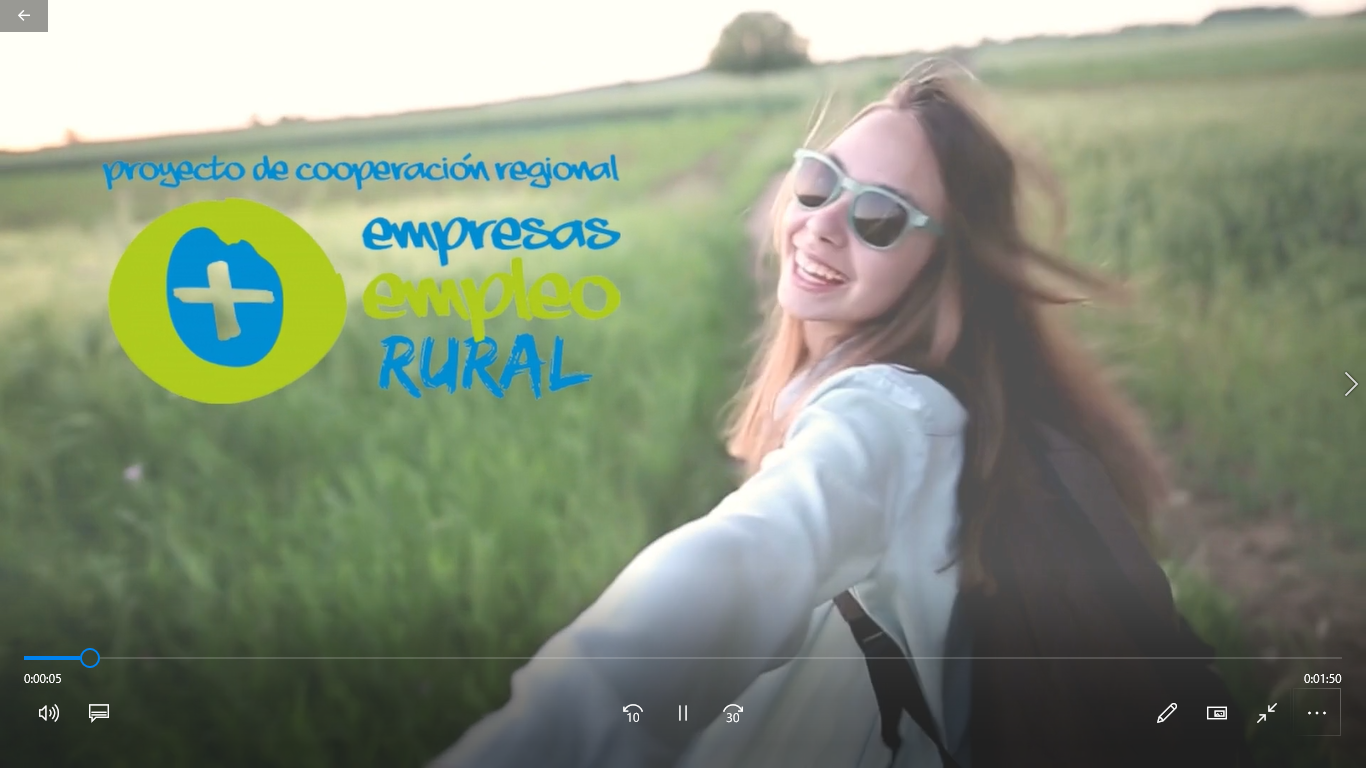 proyecto de cooperación regional
empresas
empleo
RURAL
0:00:05
0:01:50
10
30